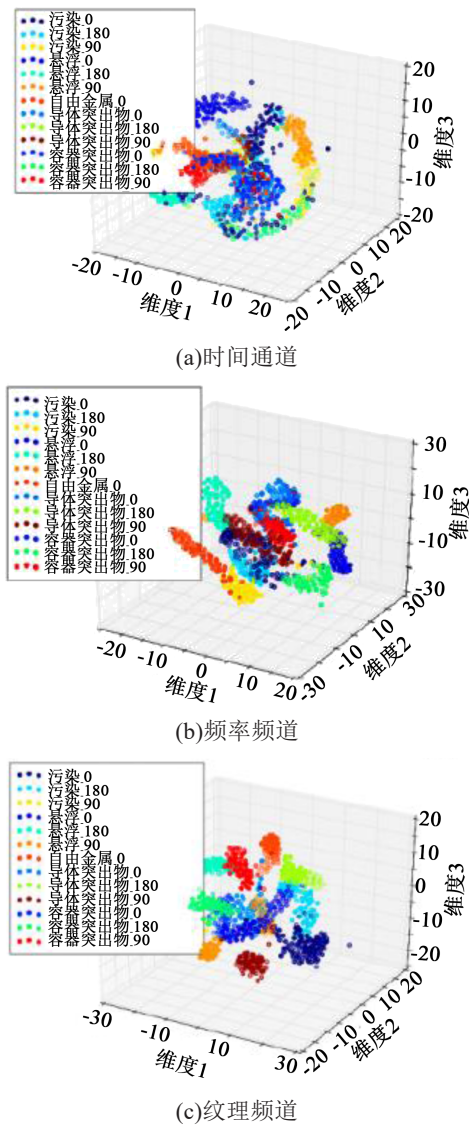 污染.0
污染.180
污染.90
悬浮.0
悬浮.180
悬浮.90
自由金属.0
导体突出物.0
导体突出物.180
导体突出物.90
容器突出物.0
容器突出物.180
容器突出物.90
20
10
0
-10
-20
维度3
-20
-10
0
10
20
维度1
-20
-10
0
10
20
维度2
(a)时间通道
污染.0
污染.180
污染.90
悬浮.0
悬浮.180
悬浮.90
自由金属.0
导体突出物.0
导体突出物.180
导体突出物.90
容器突出物.0
容器突出物.180
容器突出物.90
30
10
-10
-30
维度3
-20
-10
0
10
20
维度1
-30
-10
10
30
维度2
(b)频率频道
污染.0
污染.180
污染.90
悬浮.0
悬浮.180
悬浮.90
自由金属.0
导体突出物.180
导体突出物.90
容器突出物.0
容器突出物.180
容器突出物.90
20
10
0
-10
-20
维度3
-30
-10
10
30
维度1
-20
-10
0
10
20
维度2
(c)纹理频道